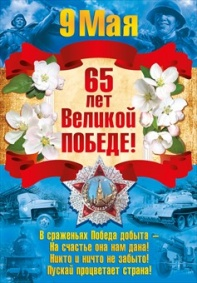 9 Мая
65
лет
Великой
ПОБЕДЕ!
В сраженьях Победа добыта –
На счастье она нам дана!
Никто и ничто не забыто!
Пускай процветает страна!